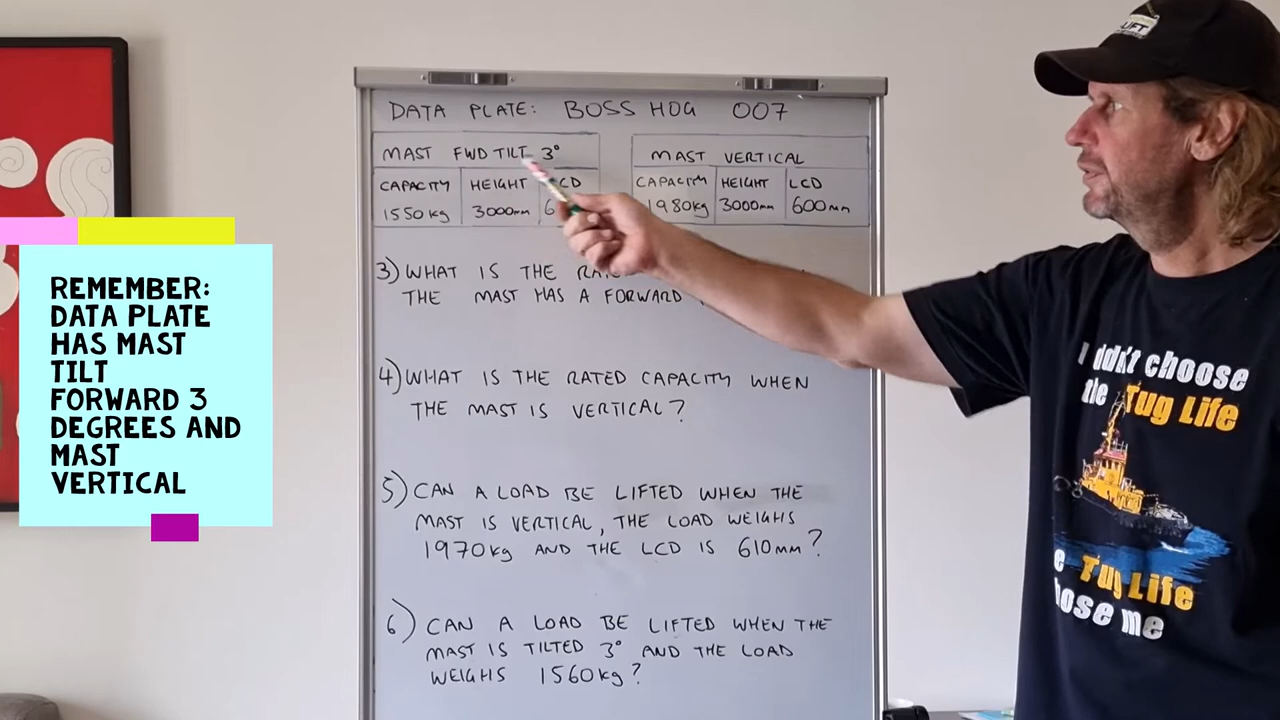 DATA PLATE: BOSS HOG 007
MAST FWD TILT 3°
CAPACITY HEIGHT LCD
1550kg 3000mm 6
MAST VERTICAL
CAPACITY HEIGHT LCD
1980kg 3000mm 600mm
3) WHAT IS THE
THE MAST HAS A FORWARD
4) WHAT IS THE RATED CAPACITY WHEN
THE MAST IS VERTICAL?
5) CAN A LOAD BE LIFTED WHEN THE
MAST IS VERTICAL, THE LOAD WEIGHS
1970kg AND THE LCD IS 610mm?
6) CAN A LOAD BE LIFTED WHEN THE
MAST IS TILTED 3° AND THE LOAD
WEIGHS 1560kg?
REMEMBER:
DATA PLATE
HAS MAST
TILT
FORWARD 3
DEGREES AND
MAST
VERTICAL
I didn't choose
the Tug Life
Tug Life
me